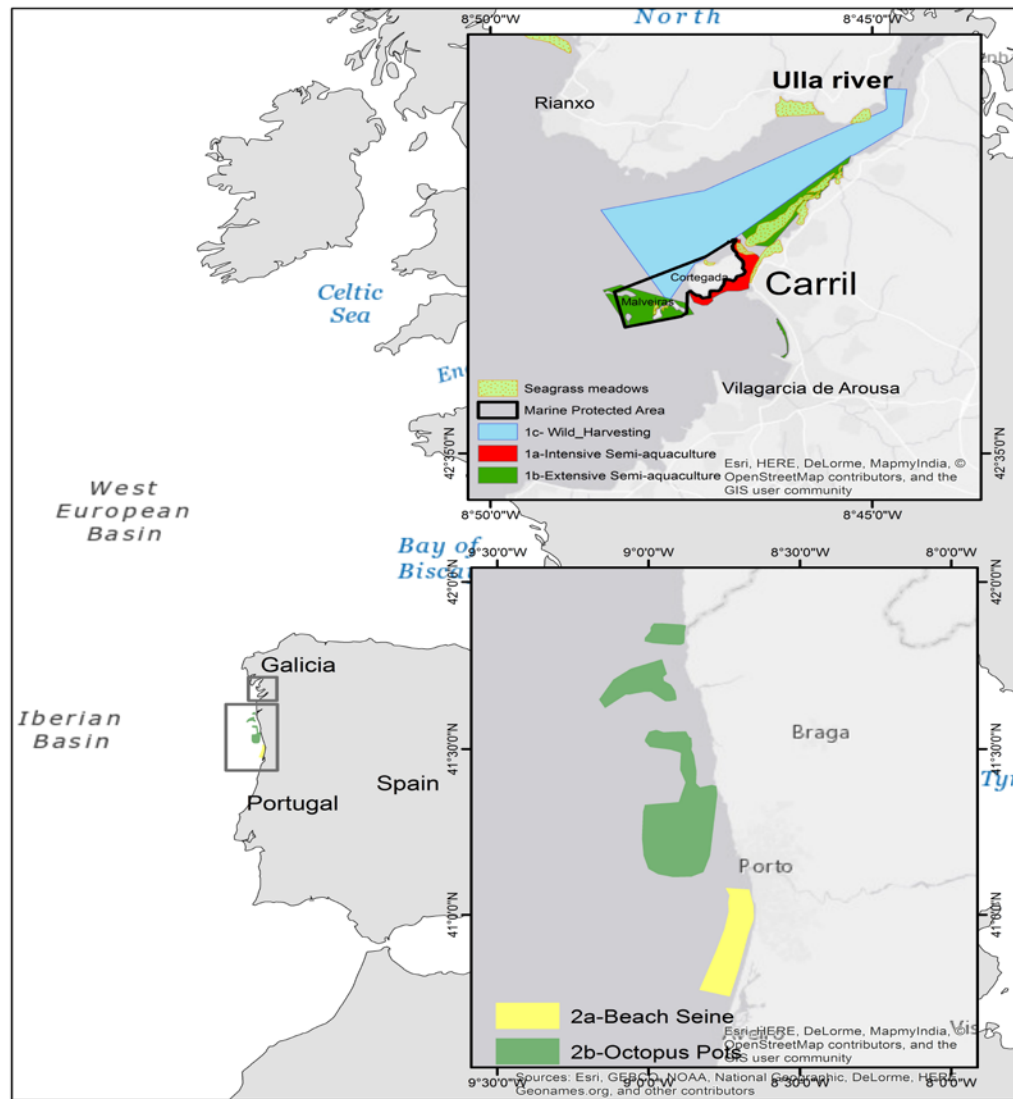 North
8°50'0"W
8°45'0"W
Ulla river
Rianxo
Cortegada
Malveiras
Carril
Vilagarcia de Arousa
Seagrass meadows
Marine Protected Area
1c- Wild_Harvesting
1a-Intensive Semi-aquaculture
1b-Extensive Semi-aquaculture
Esri, HERE, DeLorme, MapmyIndia, ©
OpenStreetMap contributors, and the
GIS user community
42°35'0"N
42°35'0"N
8°50'0"W
8°45'0"W
Celtic
Sea
West
European
Basin
Bay of
Iberian
Basin
Galicia
Spain
Portugal
9°30'0"W
9°0'0"W
8°30'0"W
8°0'0"W
42°0'0"N
42°0'0"N
41°30'0"N
41°30'0"N
41°0'0"N
41°0'0"N
Braga
Porto
2a-Beach Seine
2b-Octopus Pots
Esri, HERE, DeLorme, MapmyIndia, ©
OpenStreetMap contributors, and the
GIS user community
9°30'0"W
9°0'0"W
8°30'0"W
8°0'0"W
Sources: Esri, GEBCO, NOAA, National Geographic, DeLorme, HERE,
Geonames.org, and other contributors